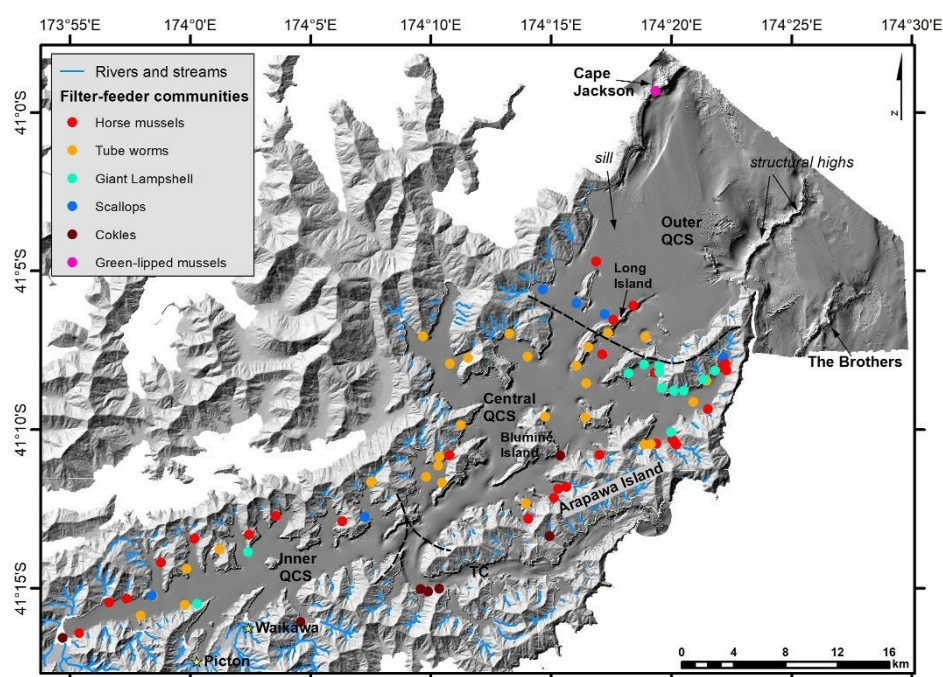 173°55'E 174°0'E 174°5'E 174°10'E 174°15'E 174°20'E 174°25'E 174°30'E
Rivers and streams
Filter-feeder communities
Horse mussels
Tube worms
Giant Lampshell
Scallops
Cokles
Green-lipped mussels
Cape
Jackson
z
41°0'S
sill
structural highs
Outer
QCS
41°5'S
Long
Island
The Brothers
Central
QCS
41°10'S
Blumine
Island
Arapawa Island
Inner
QCS
TC
41°15'S
Waikawa
Picton
0 4 8 12 16
km